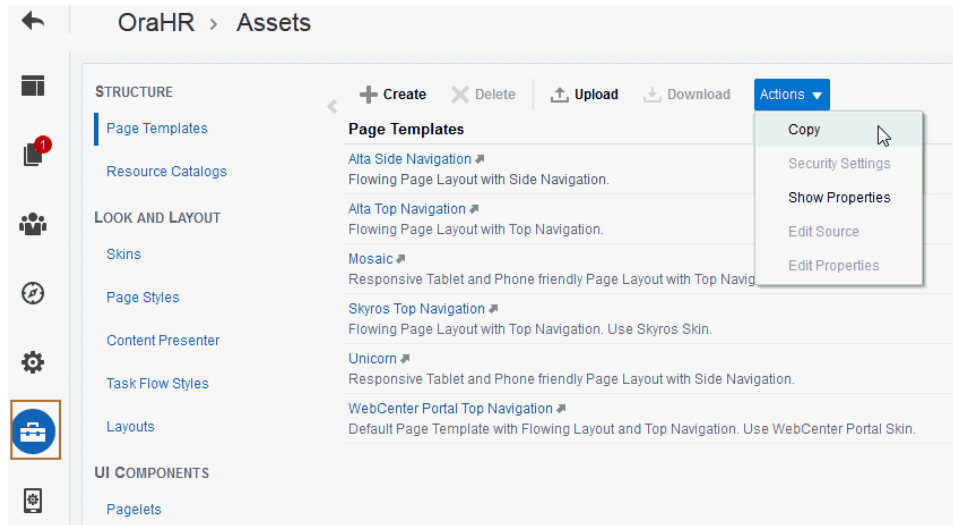 OraHR > Assets
1
STRUCTURE
Page Templates
Resource Catalogs
LOOK AND LAYOUT
Skins
Page Styles
Content Presenter
Task Flow Styles
Layouts
UI COMPONENTS
Pagelets
Create Delete Upload Download Actions
Page Templates
Alta Side Navigation
Flowing Page Layout with Side Navigation.
Alta Top Navigation
Flowing Page Layout with Top Navigation.
Mosaic
Responsive Tablet and Phone friendly Page Layout with Top Navig
Skyros Top Navigation
Flowing Page Layout with Top Navigation. Use Skyros Skin.
Unicorn
Responsive Tablet and Phone friendly Page Layout with Side Navigation.
WebCenter Portal Top Navigation
Default Page Template with Flowing Layout and Top Navigation. Use WebCenter Portal Skin.
Copy
Security Settings
Show Properties
Edit Source
Edit Properties